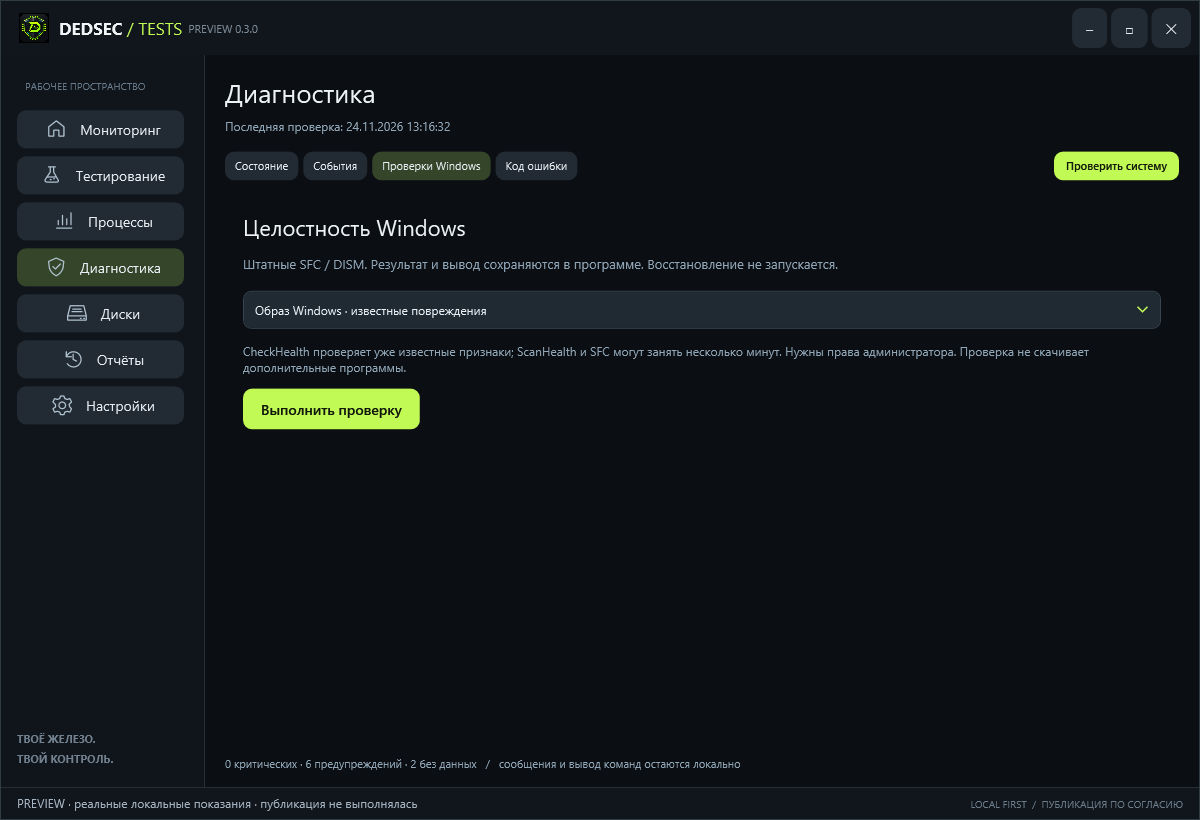 DEDSEC / TESTS PREVIEW 0.3.0
РАБОЧЕЕ ПРОСТРАНСТВО
Мониторинг
Тестирование
Процессы
Диагностика
Диски
Отчёты
Настройки
ТВОЁ ЖЕЛЕЗО.
ТВОЙ КОНТРОЛЬ.
Диагностика
Последняя проверка: 24.11.2026 13:16:32
Состояние
События
Проверки Windows
Код ошибки
Проверить систему
Целостность Windows
Штатные SFC / DISM. Результат и вывод сохраняются в программе. Восстановление не запускается.
Образ Windows · известные повреждения
CheckHealth проверяет уже известные признаки; ScanHealth и SFC могут занять несколько минут. Нужны права администратора. Проверка не скачивает
дополнительные программы.
Выполнить проверку
0 критических · 6 предупреждений · 2 без данных / сообщения и вывод команд остаются локально
PREVIEW · реальные локальные показания · публикация не выполнялась
LOCAL FIRST / ПУБЛИКАЦИЯ ПО СОГЛАСИЮ